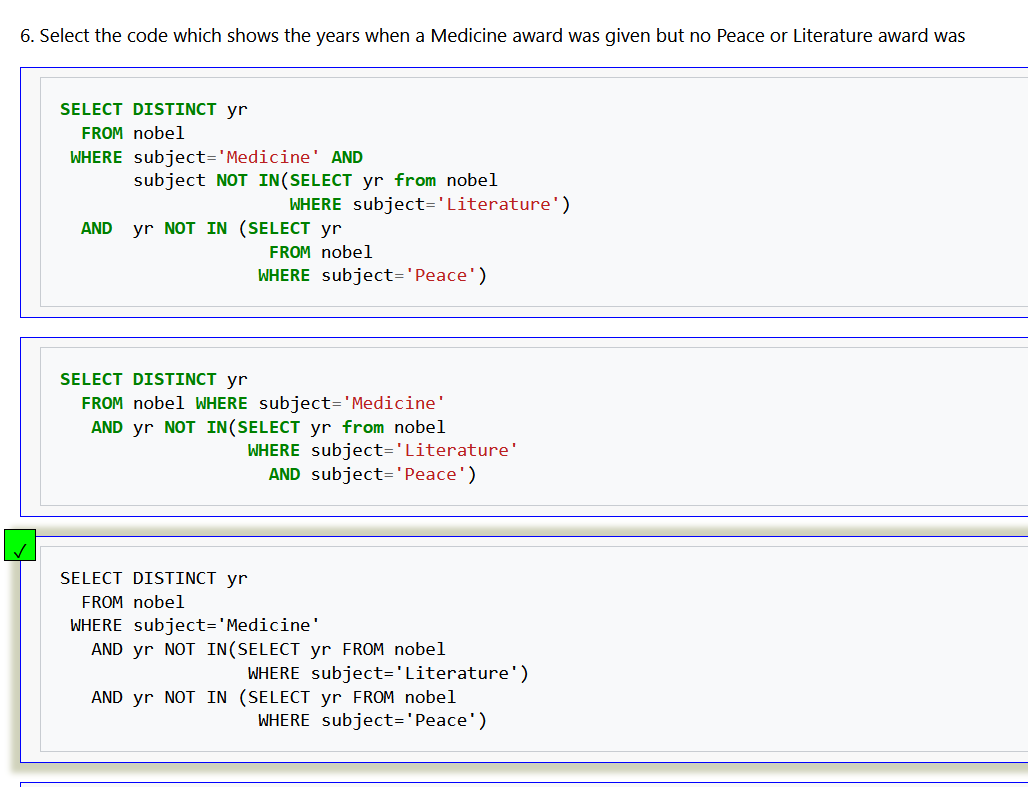 6. Select the code which shows the years when a Medicine award was given but no Peace or Literature award was
SELECT DISTINCT yr
FROM nobel
WHERE subject='Medicine' AND
subject NOT IN(SELECT yr from nobel
WHERE subject='Literature')
AND  yr NOT IN (SELECT yr
FROM nobel
WHERE subject='Peace')
SELECT DISTINCT yr
FROM nobel WHERE subject='Medicine'
AND yr NOT IN(SELECT yr from nobel
WHERE subject='Literature'
AND subject='Peace')
✓
SELECT DISTINCT yr
FROM nobel
WHERE subject='Medicine'
AND yr NOT IN(SELECT yr FROM nobel
WHERE subject='Literature')
AND yr NOT IN (SELECT yr FROM nobel
WHERE subject='Peace')